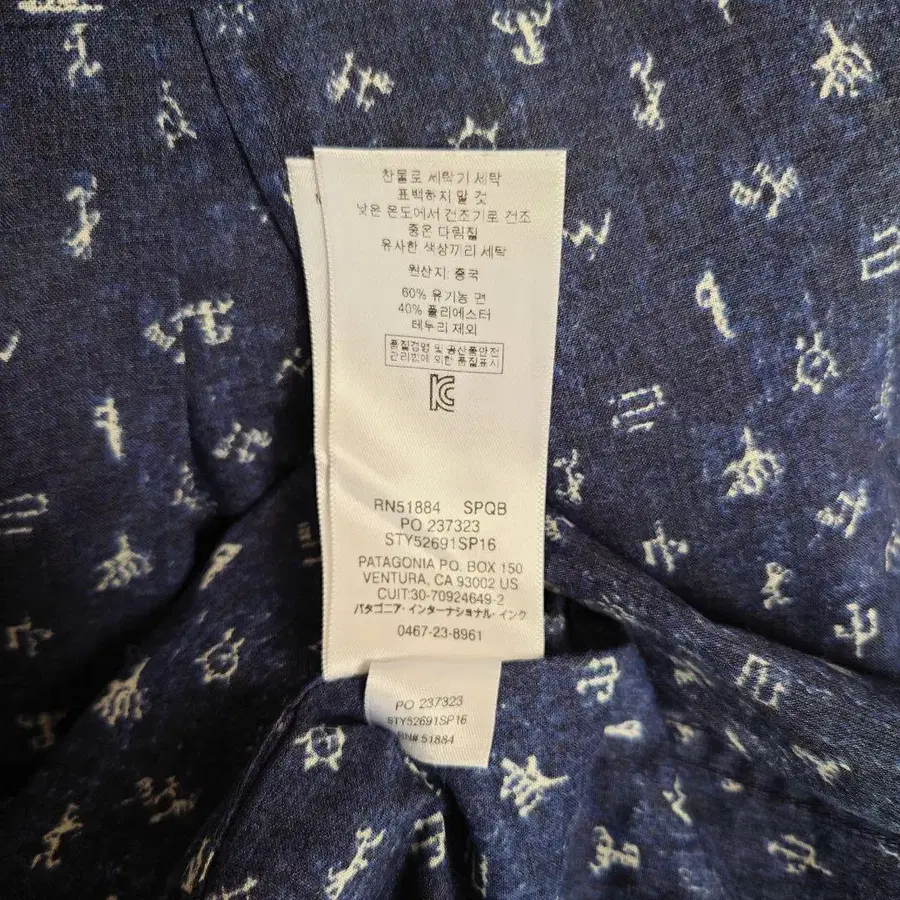 찬물로 세탁기 세탁
표백하지 말 것
낮은 온도에서 건조기로 건조
중온 다림질
유사한 색상끼리 세탁
원산지: 중국
60% 유기농 면
40% 폴리에스터
테두리 제외
품질경영 및 공산품안전
관리법에 의한 품질표시
RN51884 SPQB
PO 237323
STY52691SP16
PATAGONIA P.O. BOX 150
VENTURA, CA 93002 US
CUIT:30-70924649-2
パタゴニア・インターナショナル・インク
0467-23-8961
PO 237323
STY52691SP16
RN# 51884